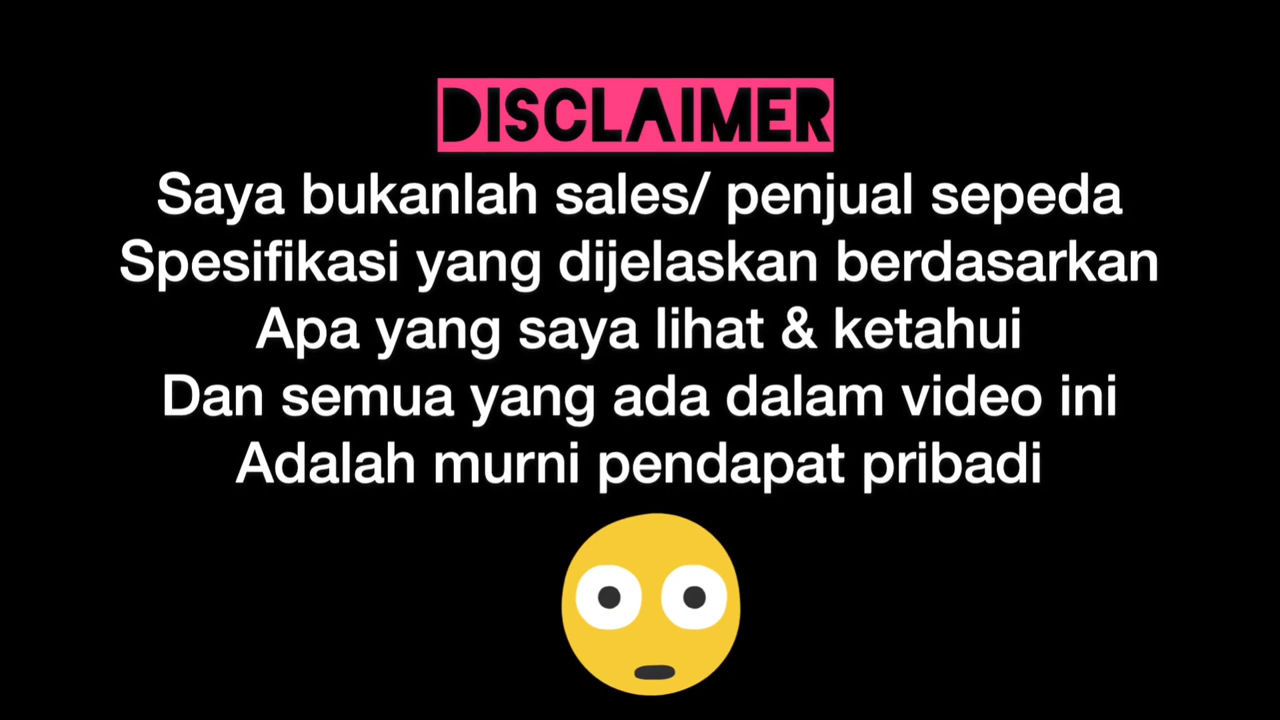 DISCLAIMER
Saya bukanlah sales/ penjual sepeda
Spesifikasi yang dijelaskan berdasarkan
Apa yang saya lihat & ketahui
Dan semua yang ada dalam video ini
Adalah murni pendapat pribadi